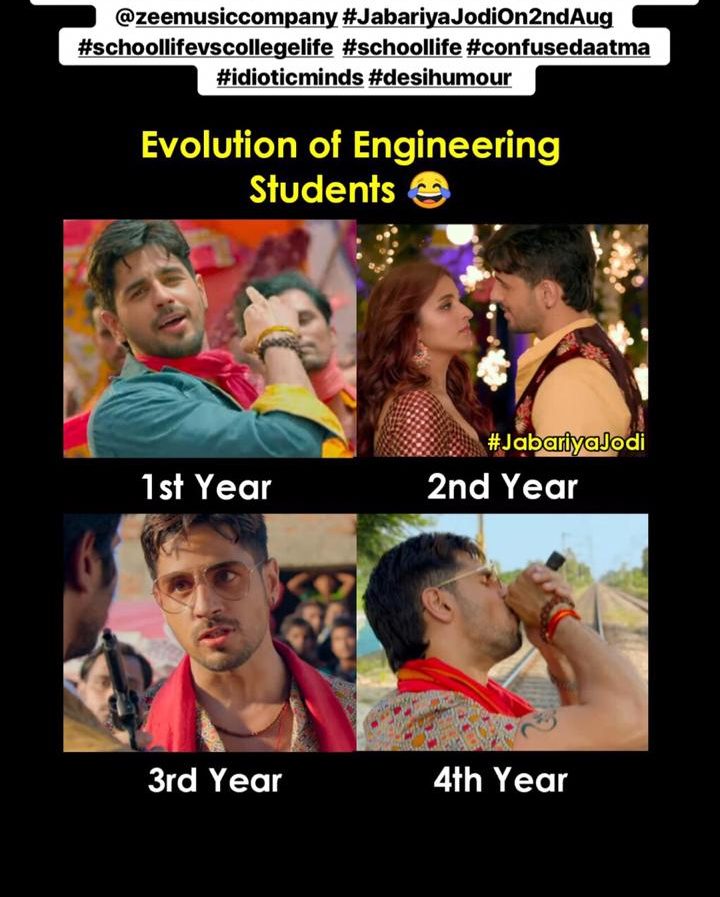 @zeemusiccompany #JabariyaJodiOn2ndAug
#schoollifevscollegelife #schoollife #confusedaatma
#idioticminds #desihumour
Evolution of Engineering
Students 😂
#JabariyaJodi
1st Year
2nd Year
3rd Year
4th Year